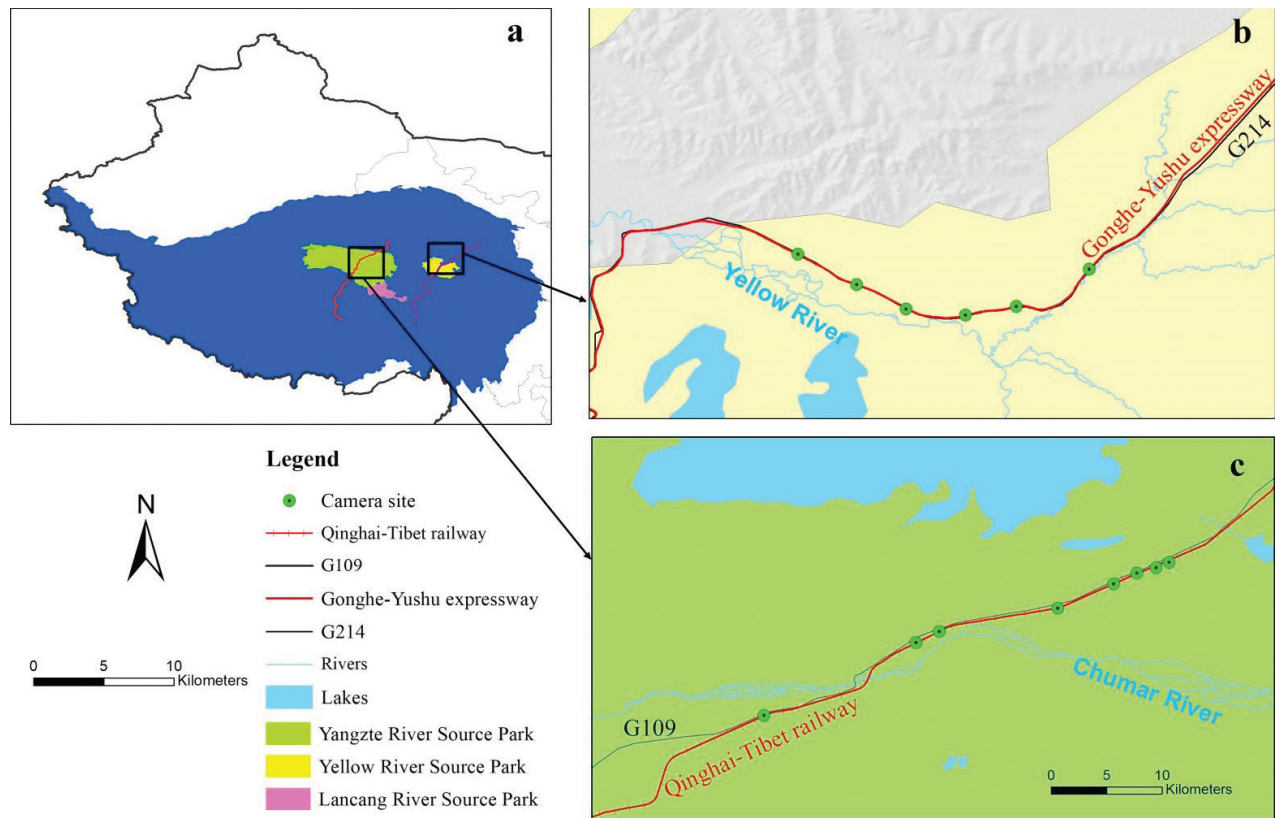 a
b
Gonghe-Yushu expressway
G214
Yellow River
Legend
Camera site
Qinghai-Tibet railway
G109
Gonghe-Yushu expressway
G214
Rivers
Lakes
Yangzte River Source Park
Yellow River Source Park
Lancang River Source Park
N
0 5 10
Kilometers
c
Chumar River
G109
Qinghai-Tibet railway
0 5 10
Kilometers